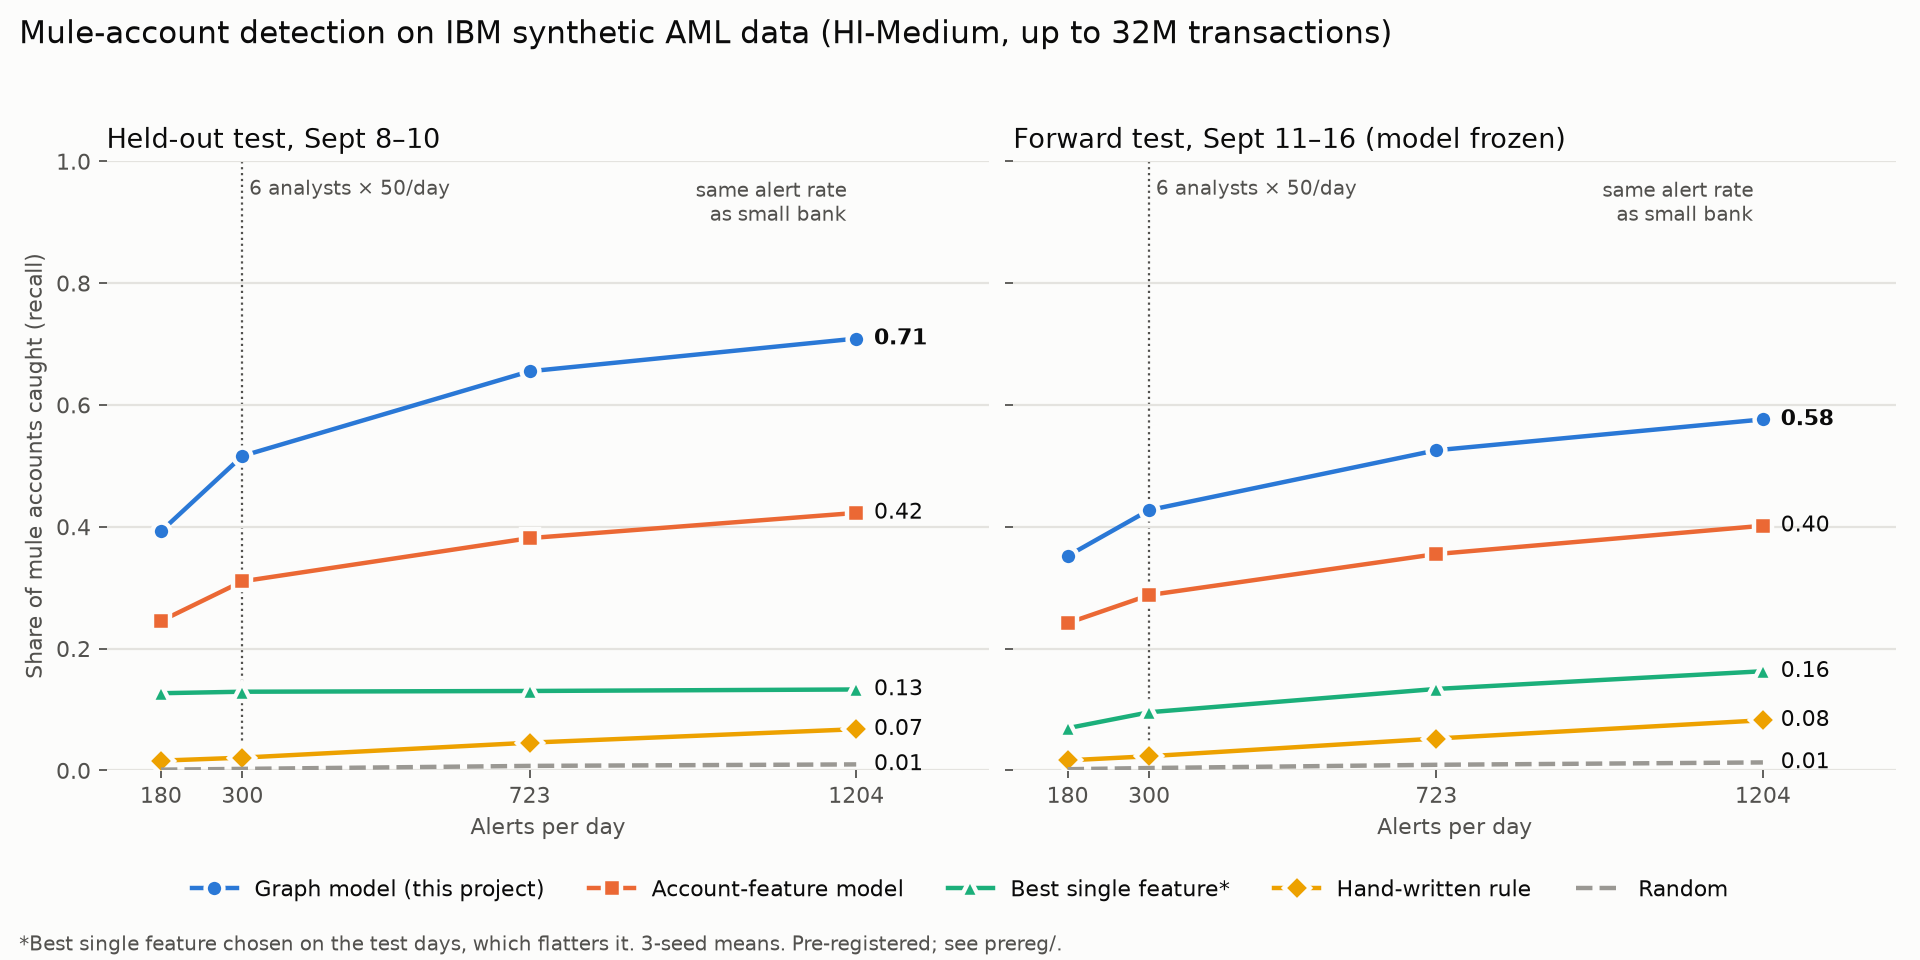 Mule-account detection on IBM synthetic AML data (HI-Medium, up to 32M transactions)
Held-out test, Sept 8–10
Share of mule accounts caught (recall)
1.0
0.8
0.6
0.4
0.2
0.0
6 analysts × 50/day
same alert rate
as small bank
0.71
0.42
0.13
0.07
0.01
180 300 723 1204
Alerts per day
Forward test, Sept 11–16 (model frozen)
6 analysts × 50/day
same alert rate
as small bank
0.58
0.40
0.16
0.08
0.01
180 300 723 1204
Alerts per day
Graph model (this project) Account-feature model Best single feature* Hand-written rule Random
*Best single feature chosen on the test days, which flatters it. 3-seed means. Pre-registered; see prereg/.